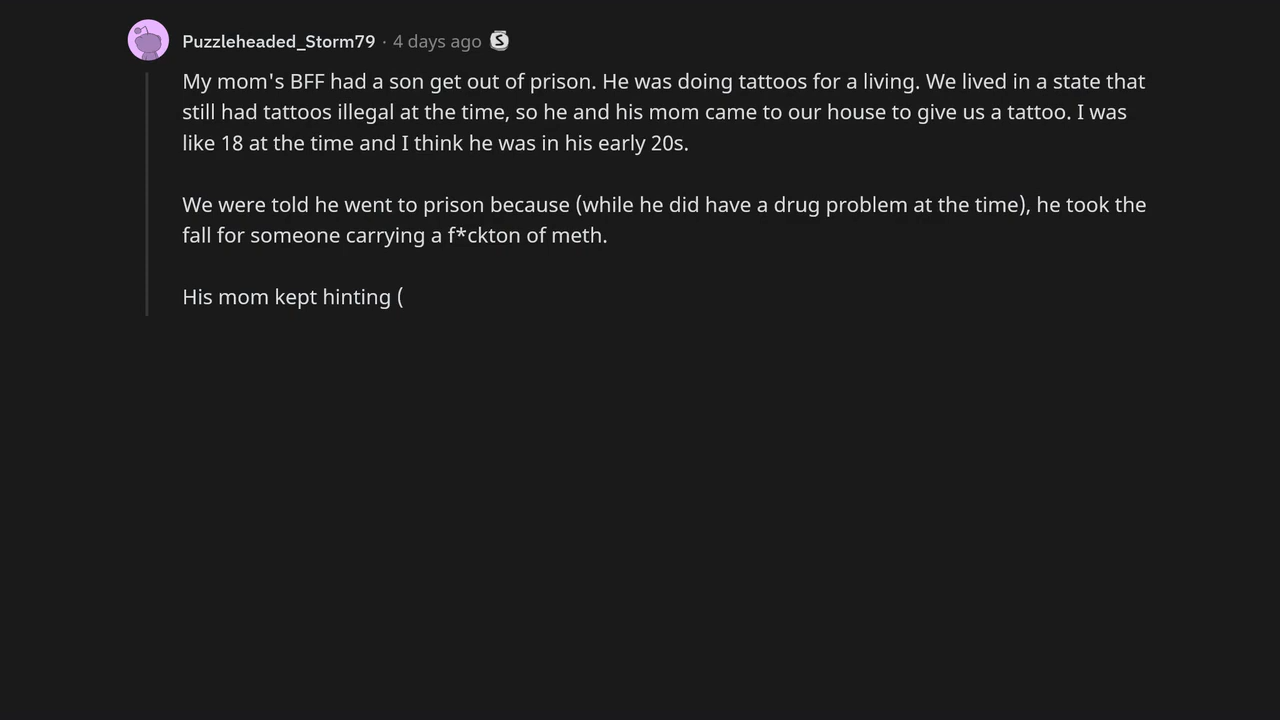 Puzzleheaded_Storm79 · 4 days ago
My mom's BFF had a son get out of prison. He was doing tattoos for a living. We lived in a state that
still had tattoos illegal at the time, so he and his mom came to our house to give us a tattoo. I was
like 18 at the time and I think he was in his early 20s.
We were told he went to prison because (while he did have a drug problem at the time), he took the
fall for someone carrying a f*ckton of meth.
His mom kept hinting (